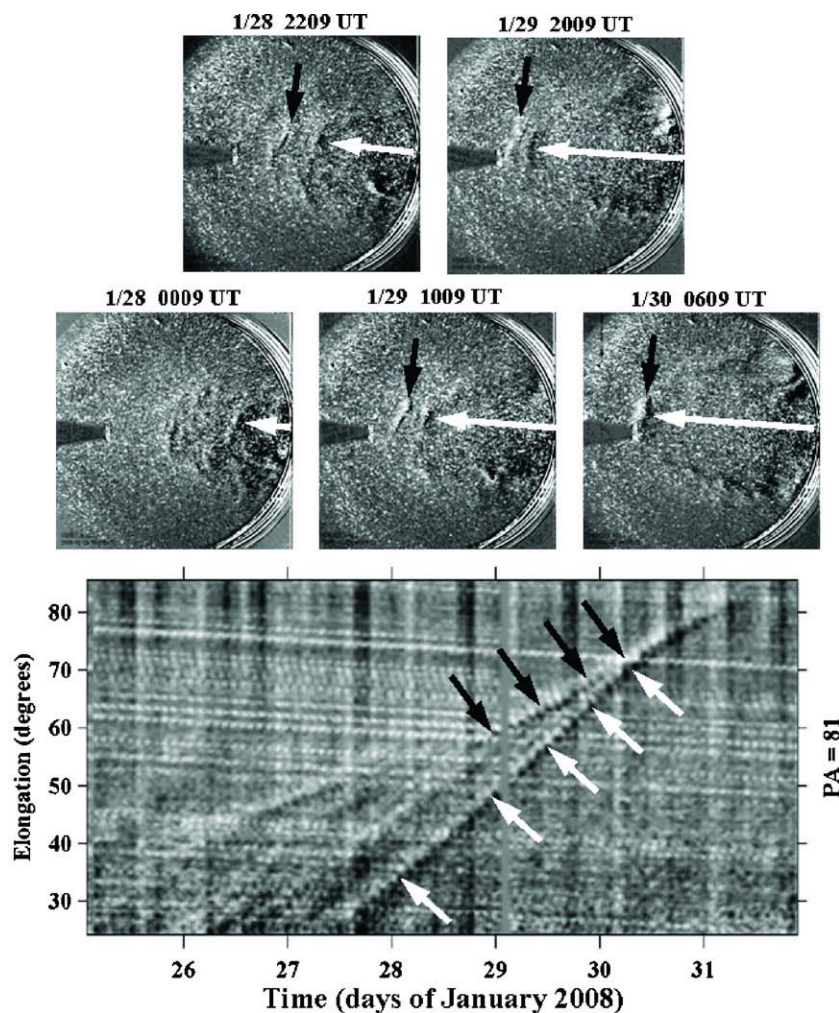 1/28 2209 UT
1/29 2009 UT
1/28 0009 UT
1/29 1009 UT
1/30 0609 UT
Elongation (degrees)
80
70
60
50
40
30
PA = 81
26 27 28 29 30 31
Time (days of January 2008)